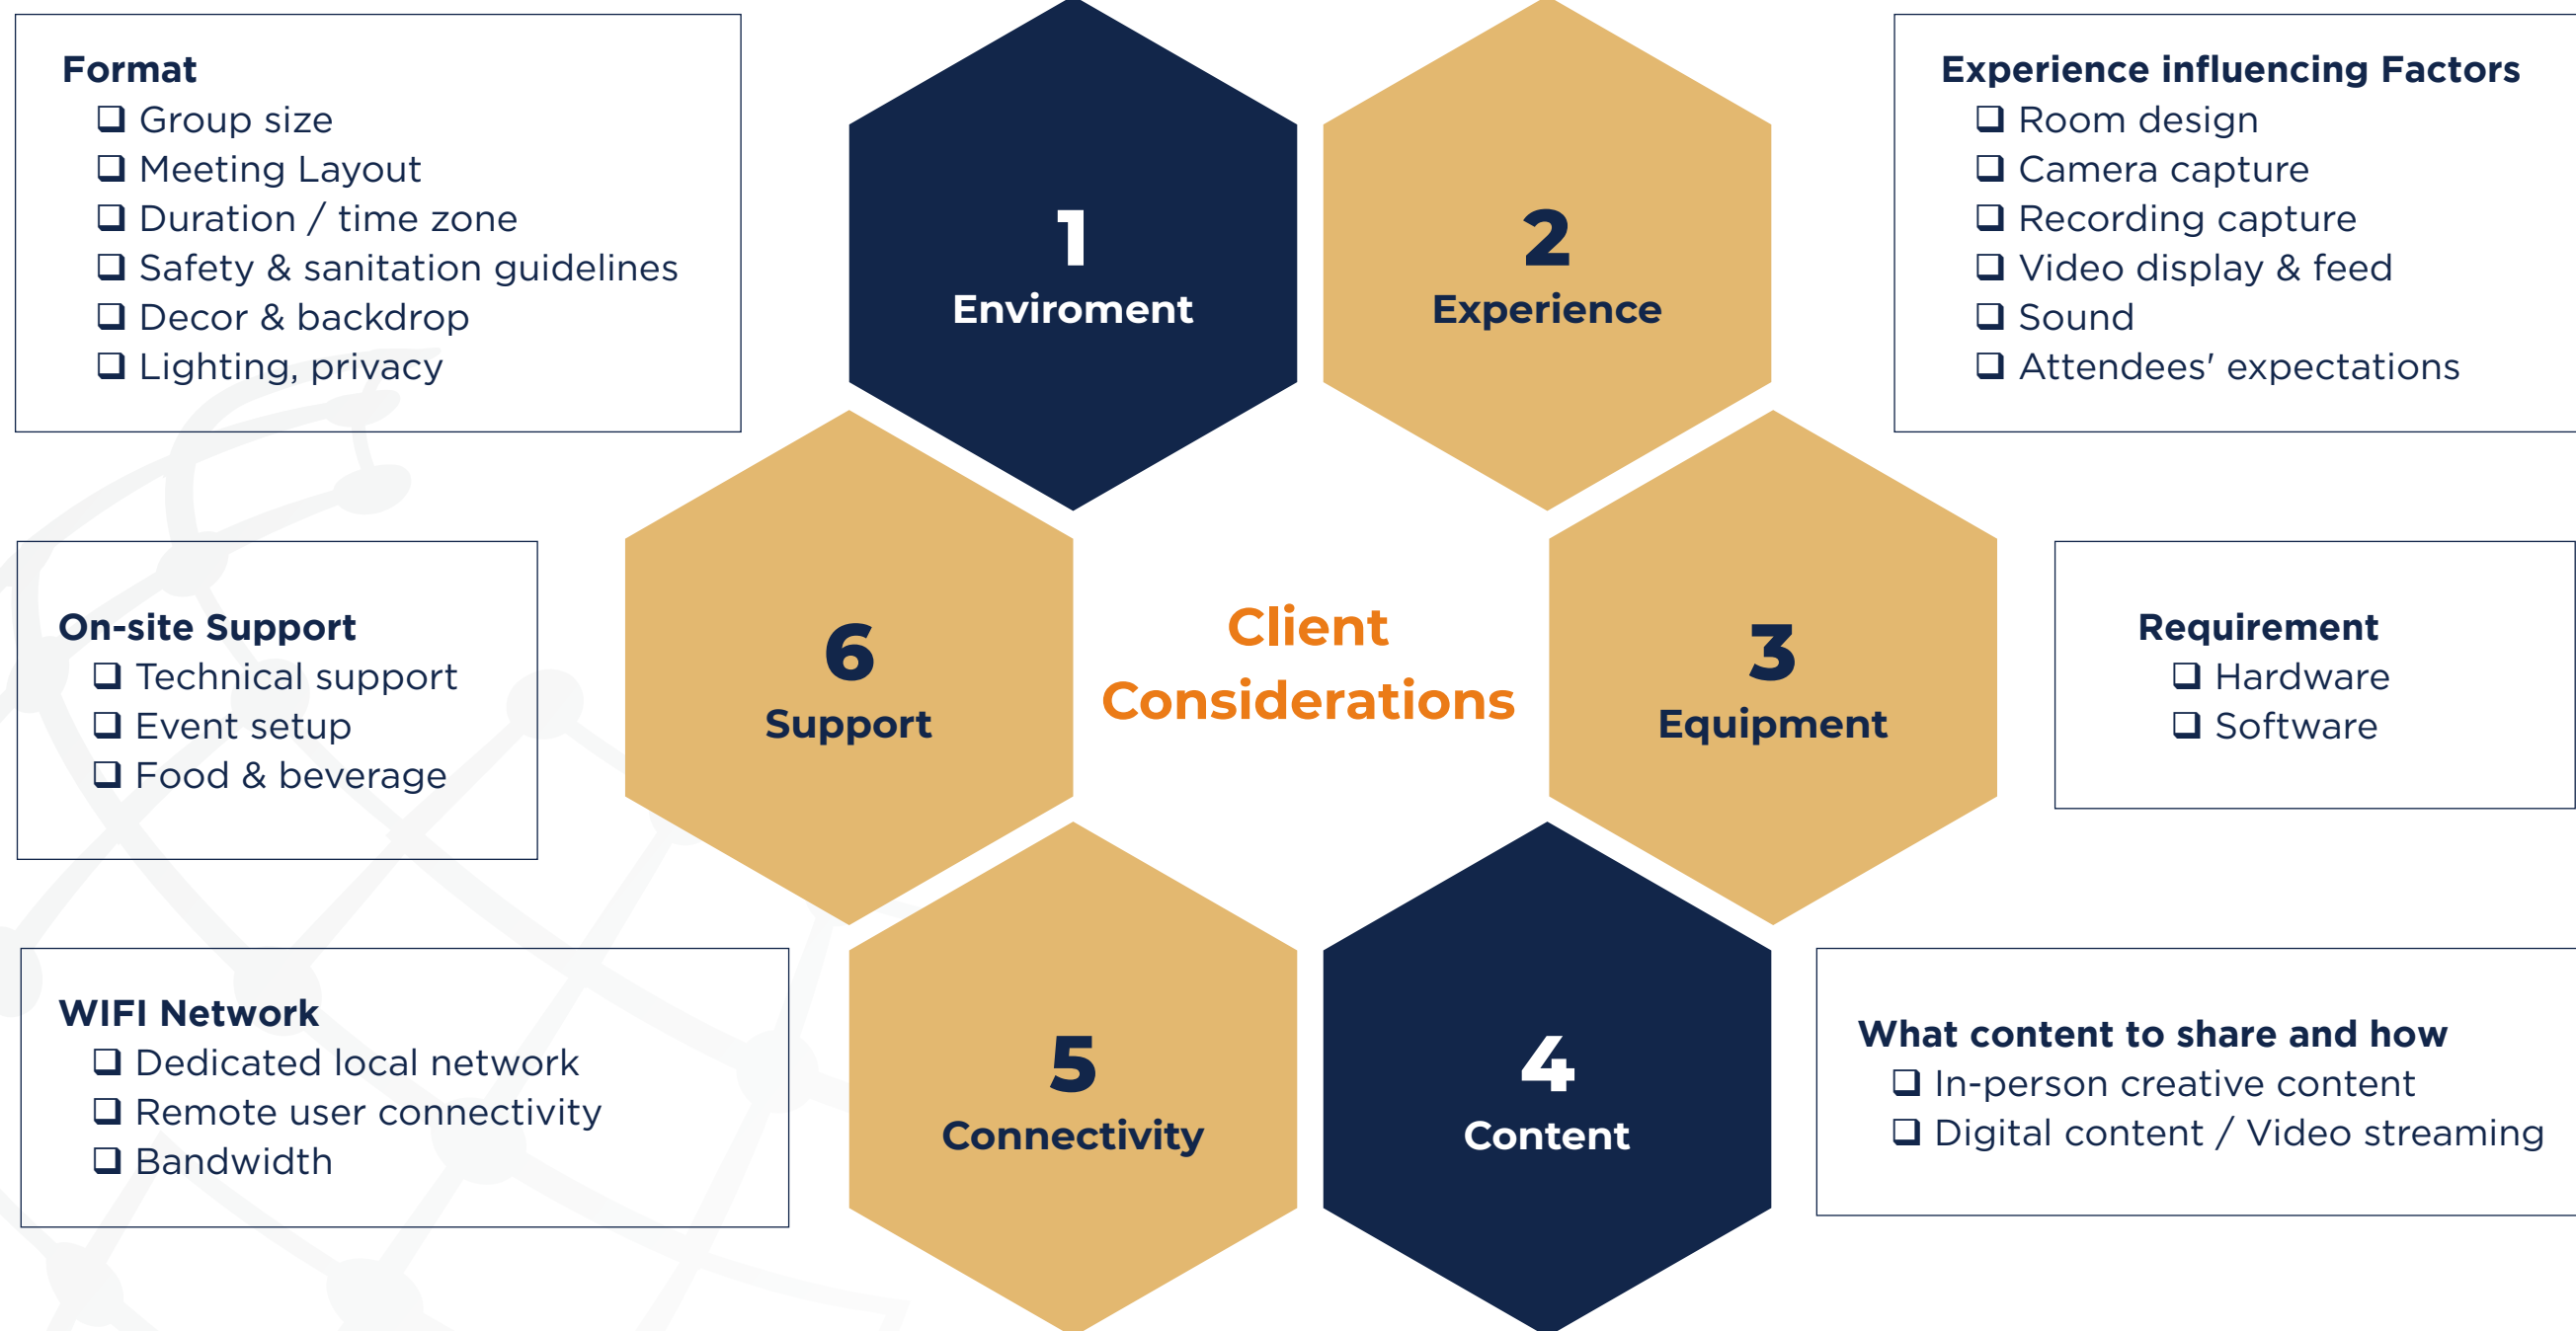 Format
❑ Group size
❑ Meeting Layout
❑ Duration / time zone
❑ Safety & sanitation guidelines
❑ Decor & backdrop
❑ Lighting, privacy
1
Enviroment
2
Experience
Experience influencing Factors
❑ Room design
❑ Camera capture
❑ Recording capture
❑ Video display & feed
❑ Sound
❑ Attendees' expectations
On-site Support
❑ Technical support
❑ Event setup
❑ Food & beverage
6
Support
Client
Considerations
3
Equipment
Requirement
❑ Hardware
❑ Software
WIFI Network
❑ Dedicated local network
❑ Remote user connectivity
❑ Bandwidth
5
Connectivity
4
Content
What content to share and how
❑ In-person creative content
❑ Digital content / Video streaming